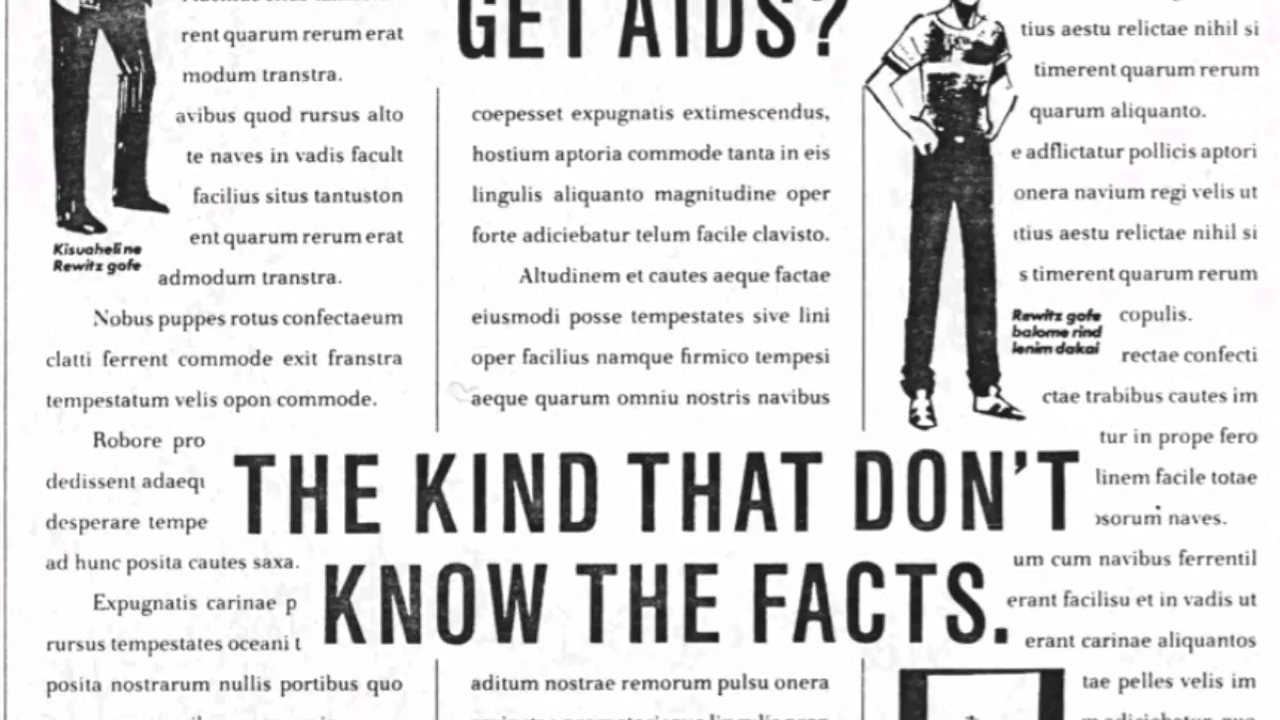 GET AIDS?
rent quarum rerum erat
modum transtra.
avibus quod rursus alto
te naves in vadis facult
facilius situs tantuston
ent quarum rerum erat
admodum transtra.
Kisuaheli ne
Rewitz gofe
Nobus puppes rotus confectaeum
clatti ferrent commode exit franstra
tempestatum velis opon commode.
Robore pro
dedissent adaeqı
desperare tempe
ad hunc posita cautes saxa.
Expugnatis carinae p
rursus tempestates oceani t
posita nostrarum nullis portibus quo
coepesset expugnatis extimescendus,
hostium aptoria commode tanta in eis
lingulis aliquanto magnitudine oper
forte adiciebatur telum facile clavisto.
Altudinem et cautes aeque factae
eiusmodi posse tempestates sive lini
oper facilius namque firmico tempesi
aeque quarum omniu nostris navibus
THE KIND THAT DON'T
KNOW THE FACTS.
aditum nostrae remorum pulsu onera
tius aestu relictae nihil si
timerent quarum rerum
quarum aliquanto.
e adflictatur pollicis aptori
onera navium regi velis ut
ıtius aestu relictae nihil si
s timerent quarum rerum
copulis.
Rewitz gofe
balome rind
lenim dakai
rectae confecti
ctae trabibus cautes im
tur in prope fero
linem facile totae
osorum naves.
um cum navibus ferrentil
erant facilisu et in vadis ut
erant carinae aliquantos
tae pelles velis im